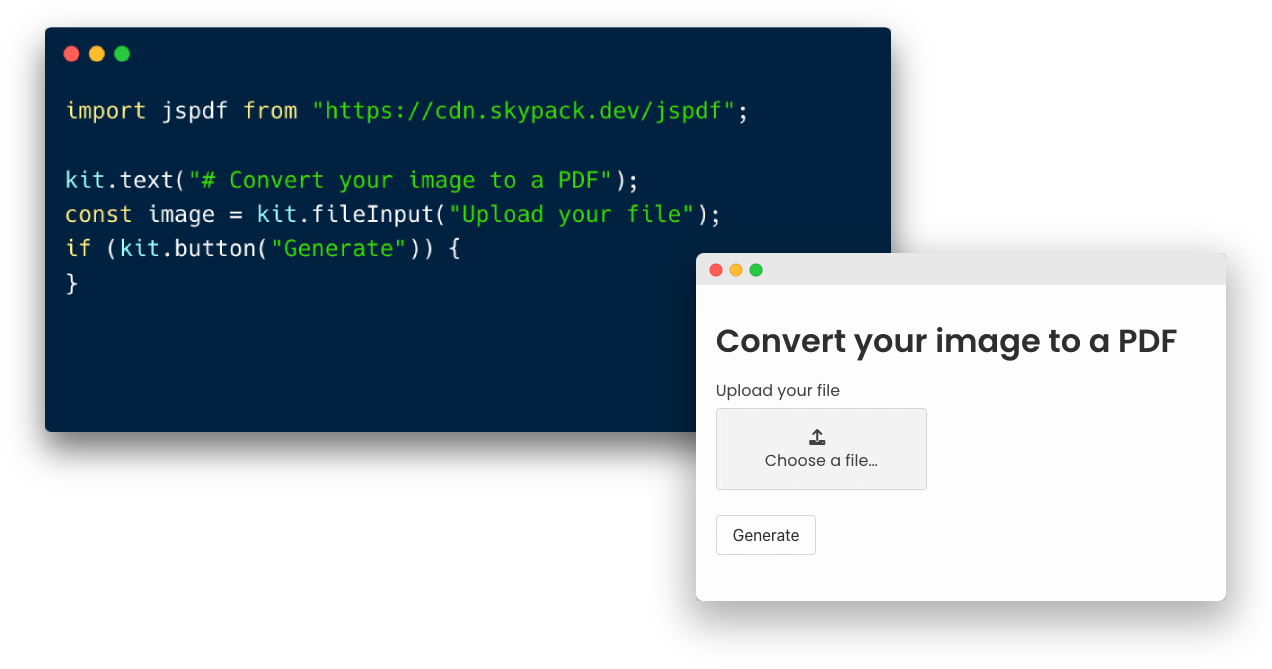 import jspdf from "https://cdn.skypack.dev/jspdf";
kit.text("# Convert your image to a PDF");
const image = kit.fileInput("Upload your file");
if (kit.button("Generate")) {
}
Convert your image to a PDF
Upload your file
Choose a file…
Generate